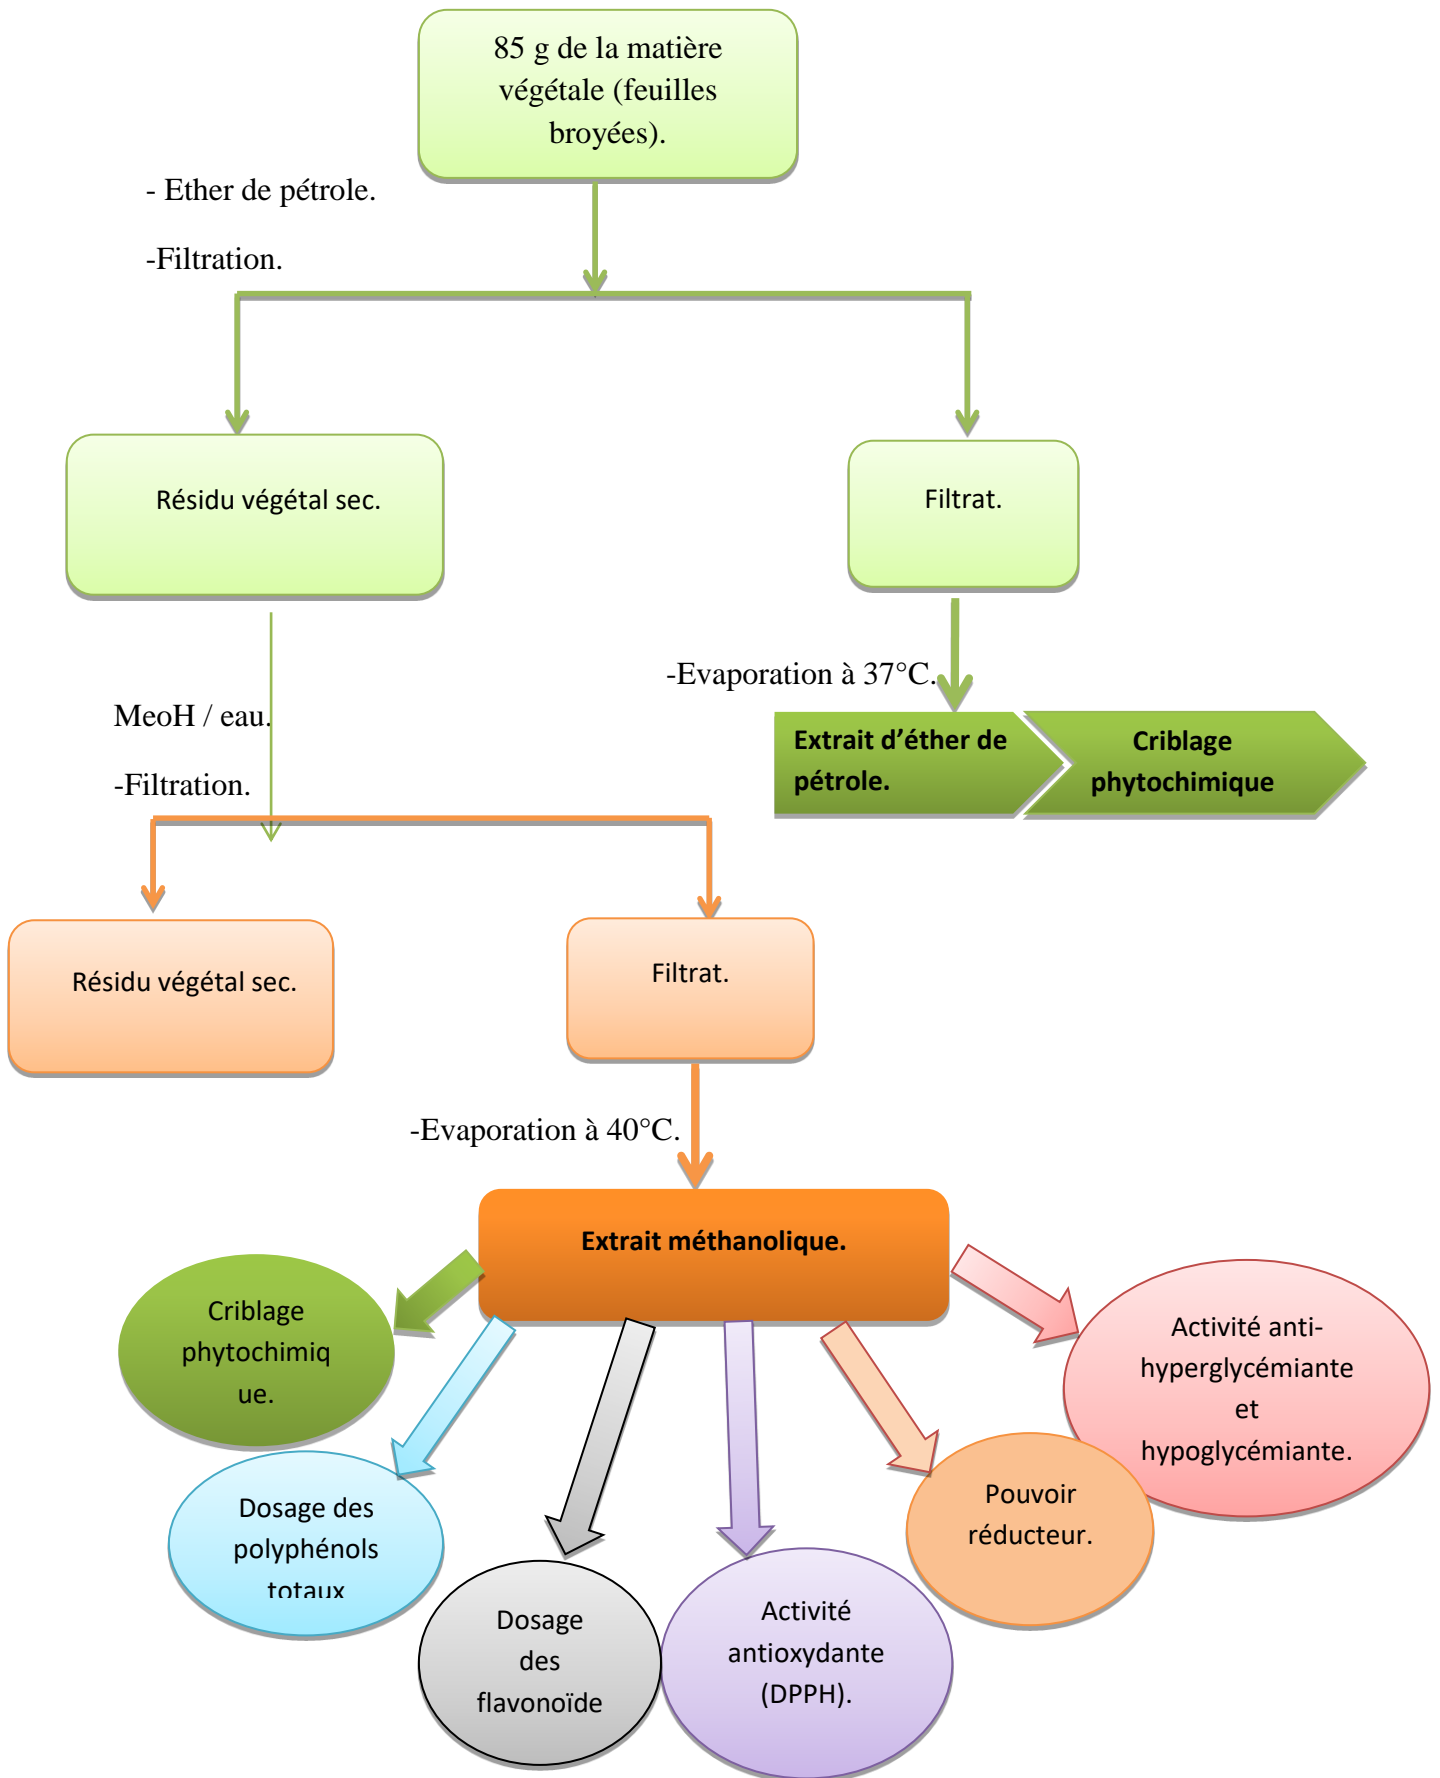 85 g de la matière
végétale (feuilles
broyées).
- Ether de pétrole.
-Filtration.
Résidu végétal sec.
Filtrat.
-Evaporation à 37°C.
MeoH / eau.
-Filtration.
Extrait d’éther de
pétrole.
Criblage
phytochimique
Résidu végétal sec.
Filtrat.
-Evaporation à 40°C.
Extrait méthanolique.
Criblage
phytochimiq
ue.
Dosage des
polyphénols
totaux
Dosage
des
flavonoïde
Activité
antioxydante
(DPPH).
Pouvoir
réducteur.
Activité anti-
hyperglycémiante
et
hypoglycémiante.